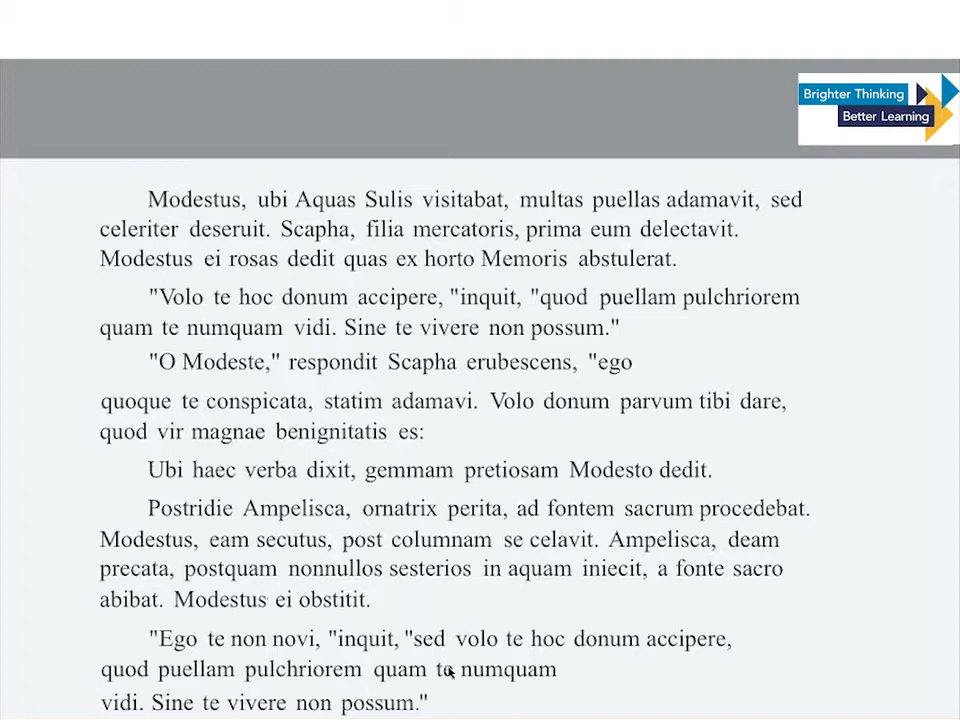 Brighter Thinking
Better Learning
Modestus, ubi Aquas Sulis visitabat, multas puellas adamavit, sed
celeriter deseruit. Scapha, filia mercatoris, prima eum delectavit.
Modestus ei rosas dedit quas ex horto Memoris abstulerat.
"Volo te hoc donum accipere, "inquit, "quod puellam pulchriorem
quam te numquam vidi. Sine te vivere non possum."
"O Modeste," respondit Scapha erubescens, "ego
quoque te conspicata, statim adamavi. Volo donum parvum tibi dare,
quod vir magnae benignitatis es:
Ubi haec verba dixit, gemmam pretiosam Modesto dedit.
Postridie Ampelisca, ornatrix perita, ad fontem sacrum procedebat.
Modestus, eam secutus, post columnam se celavit. Ampelisca, deam
precata, postquam nonnullos sesterios in aquam iniecit, a fonte sacro
abibat. Modestus ei obstitit.
"Ego te non novi, "inquit, "sed volo te hoc donum accipere,
quod puellam pulchriorem quam te numquam
vidi. Sine te vivere non possum."